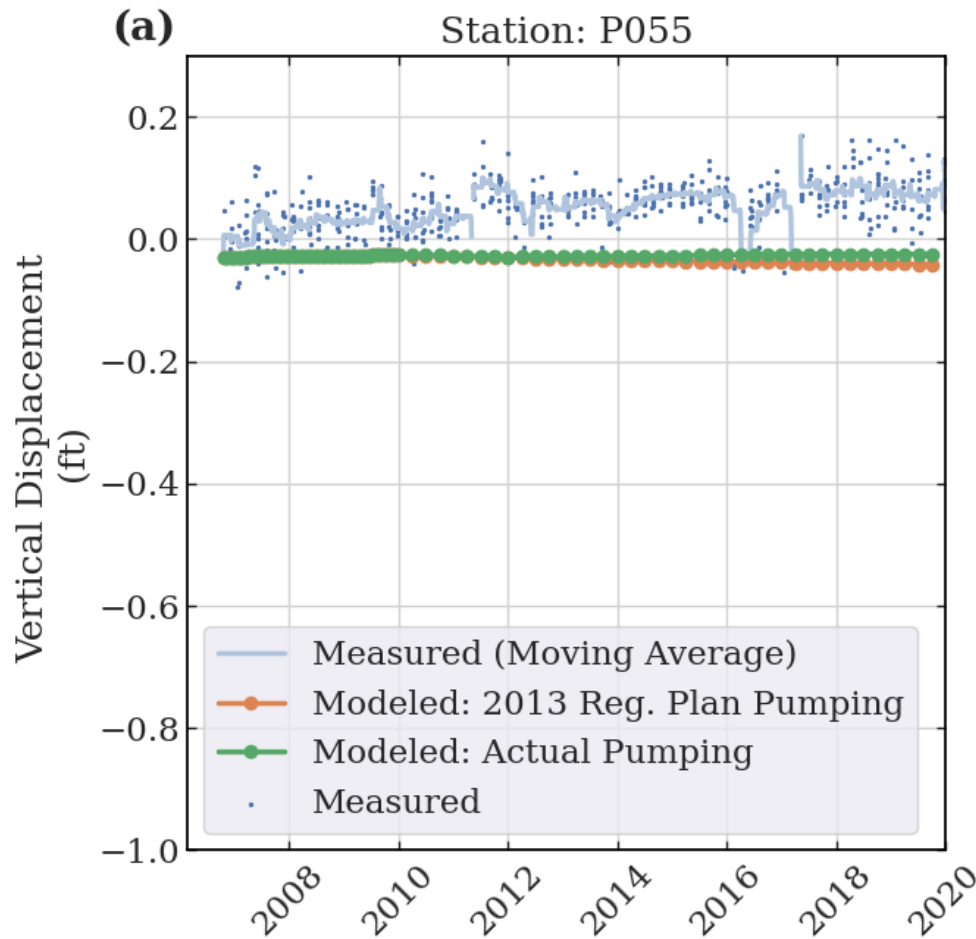 (a)
Station: P055
Vertical Displacement
(ft)
0.2
0.0
−0.2
−0.4
−0.6
−0.8
−1.0
Measured (Moving Average)
Modeled: 2013 Reg. Plan Pumping
Modeled: Actual Pumping
Measured
2008
2010
2012
2014
2016
2018
2020